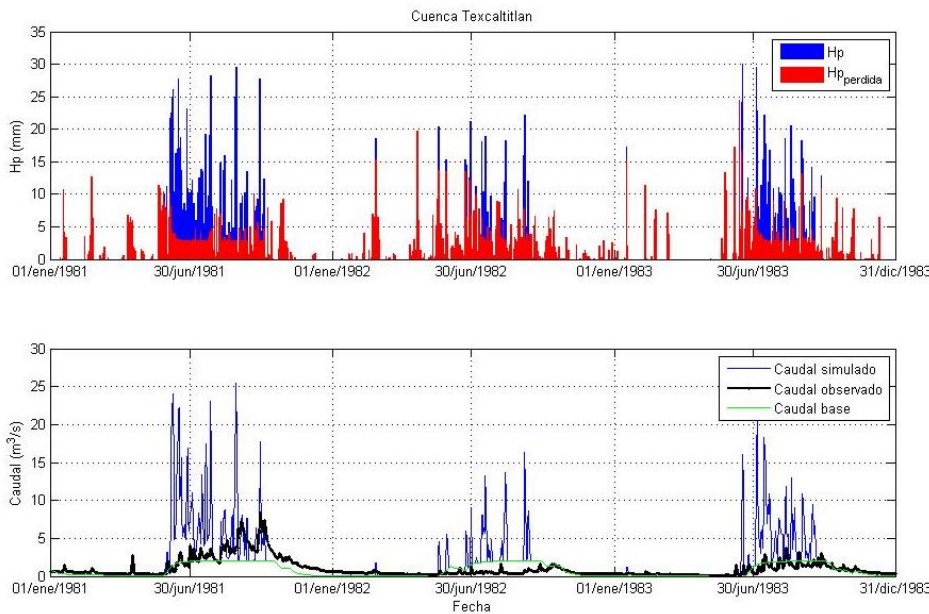 Cuenca Texcaltitlan
35
30
25
20
15
10
5
0
Hp (mm)
Hp
Hp_perdida
01/ene/1981 30/jun/1981 01/ene/1982 30/jun/1982 01/ene/1983 30/jun/1983 31/dic/1983
30
25
20
15
10
5
0
Caudal (m³/s)
Caudal simulado
Caudal observado
Caudal base
01/ene/1981 30/jun/1981 01/ene/1982 30/jun/1982 01/ene/1983 30/jun/1983 31/dic/1983
Fecha